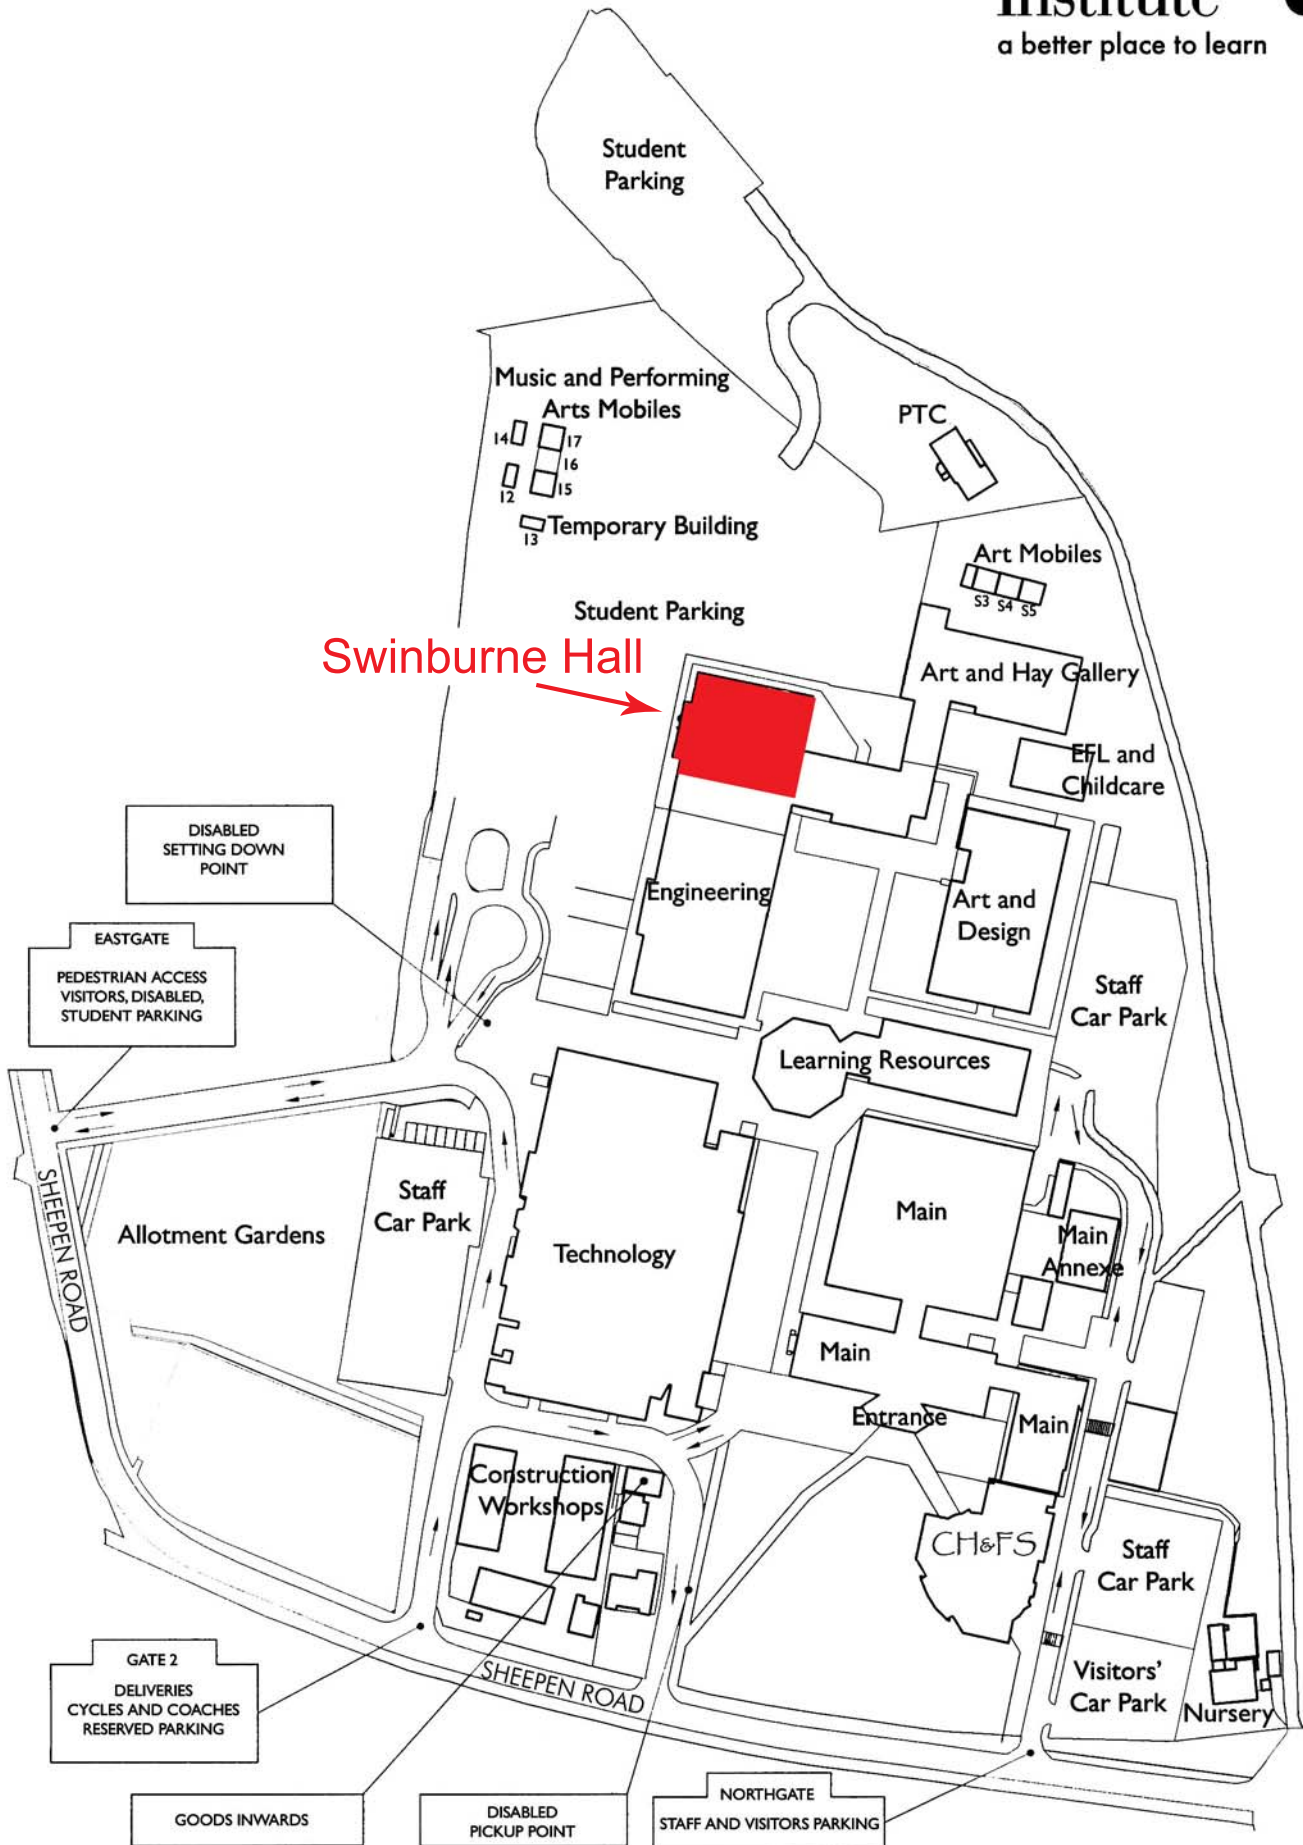 Institute
a better place to learn
Student
Parking
Music and Performing
Arts Mobiles
14
17
16
12
15
13
Temporary Building
PTC
Art Mobiles
S3 S4 S5
Student Parking
Swinburne Hall
Art and Hay Gallery
EFL and
Childcare
DISABLED
SETTING DOWN
POINT
Engineering
Art and
Design
EASTGATE
PEDESTRIAN ACCESS
VISITORS, DISABLED,
STUDENT PARKING
Staff
Car Park
Learning Resources
SHEEPEN ROAD
Allotment Gardens
Staff
Car Park
Technology
Main
Main
Annexe
Main
Entrance
Main
Construction
Workshops
CH&FS
Staff
Car Park
GATE 2
DELIVERIES
CYCLES AND COACHES
RESERVED PARKING
SHEEPEN ROAD
Visitors'
Car Park
Nursery
GOODS INWARDS
DISABLED
PICKUP POINT
NORTHGATE
STAFF AND VISITORS PARKING